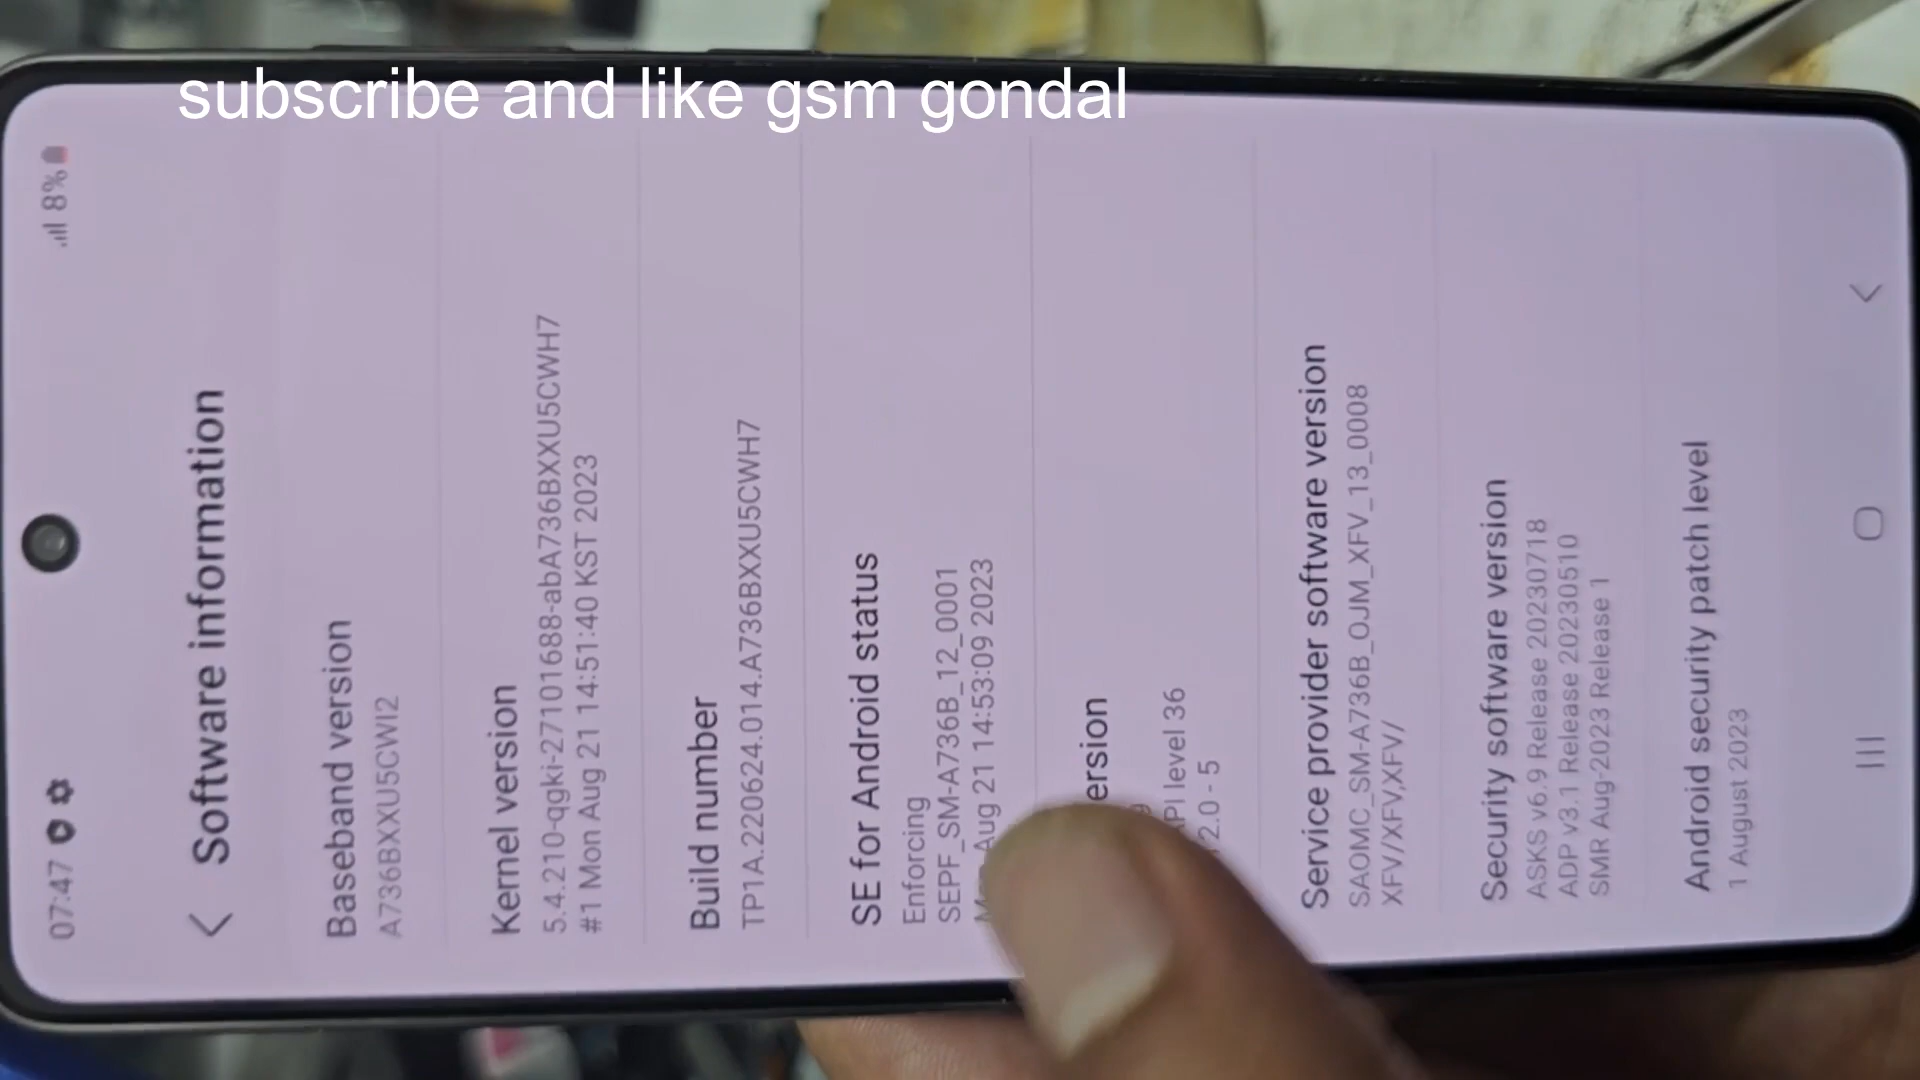 subscribe and like gsm gondal
07:47
8%
Software information
Baseband version
A736BXXU5CWI2
Kernel version
5.4.210-qgki-27101688-abA736BXXU5CWH7
#1 Mon Aug 21 14:51:40 KST 2023
Build number
TP1A.220624.014.A736BXXU5CWH7
SE for Android status
Enforcing
SEPF_SM-A736B_12_0001
Aug 21 14:53:09 2023
level 36
Service provider software version
SAOMC_SM-A736B_OJM_XFV_13_0008
XFV/XFV,XFV/
Security software version
ASKS v6.9 Release 20230718
ADP v3.1 Release 20230510
SMR Aug-2023 Release 1
Android security patch level
1 August 2023